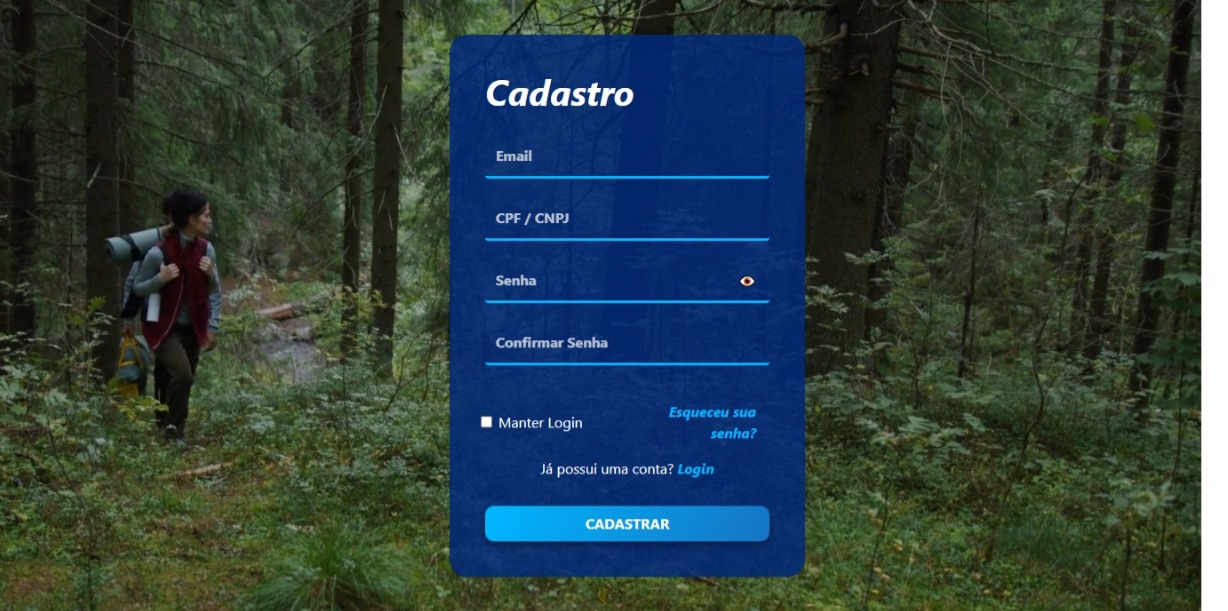 Cadastro
Email
CPF / CNPJ
Senha
Confirmar Senha
Manter Login
Esqueceu sua
senha?
Já possui uma conta? Login
CADASTRAR